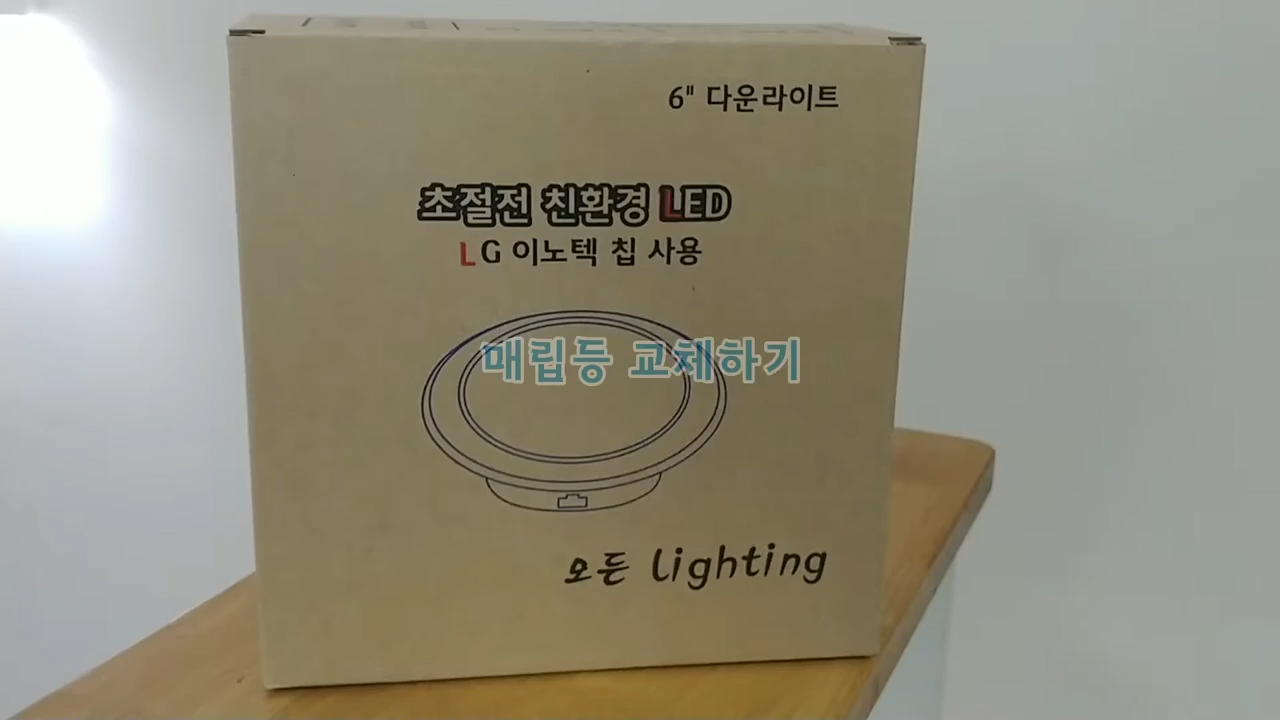 6" 다운라이트
초절전 친환경 LED
LG 이노텍 칩 사용
매립등 교체하기
모든 lighting